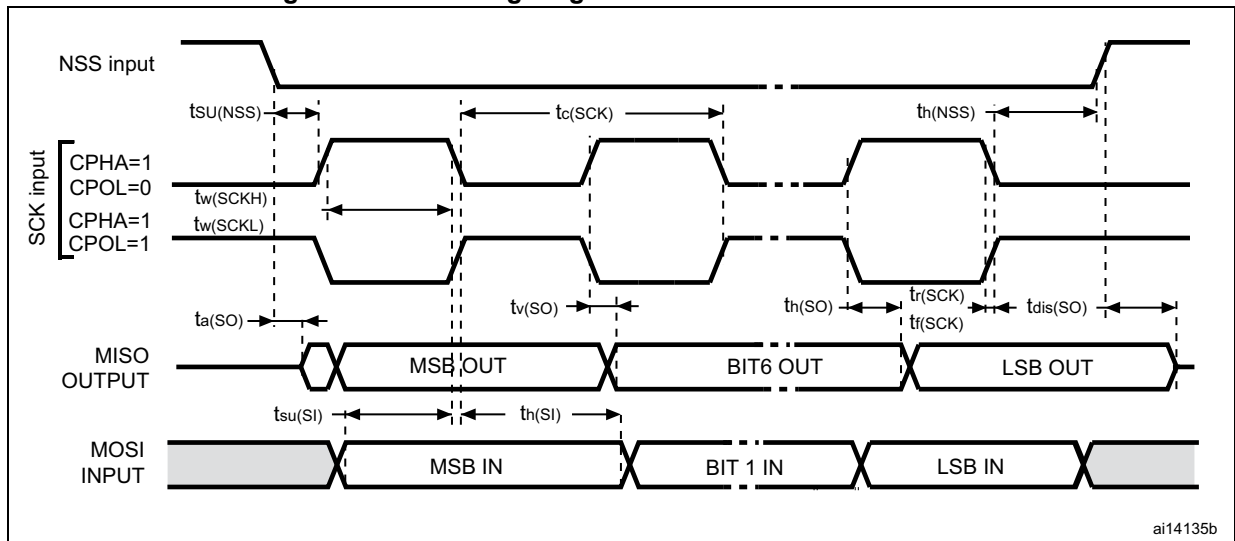 NSS input
tSU(NSS)
tc(SCK)
th(NSS)
SCK input
CPHA=1
CPOL=0
tw(SCKH)
CPHA=1
tw(SCKL)
CPOL=1
ta(SO)
tv(SO)
th(SO)
tr(SCK)
tf(SCK)
tdis(SO)
MISO
OUTPUT
MSB OUT
BIT6 OUT
LSB OUT
tsu(SI)
th(SI)
MOSI
INPUT
MSB IN
BIT 1 IN
LSB IN
ai14135b